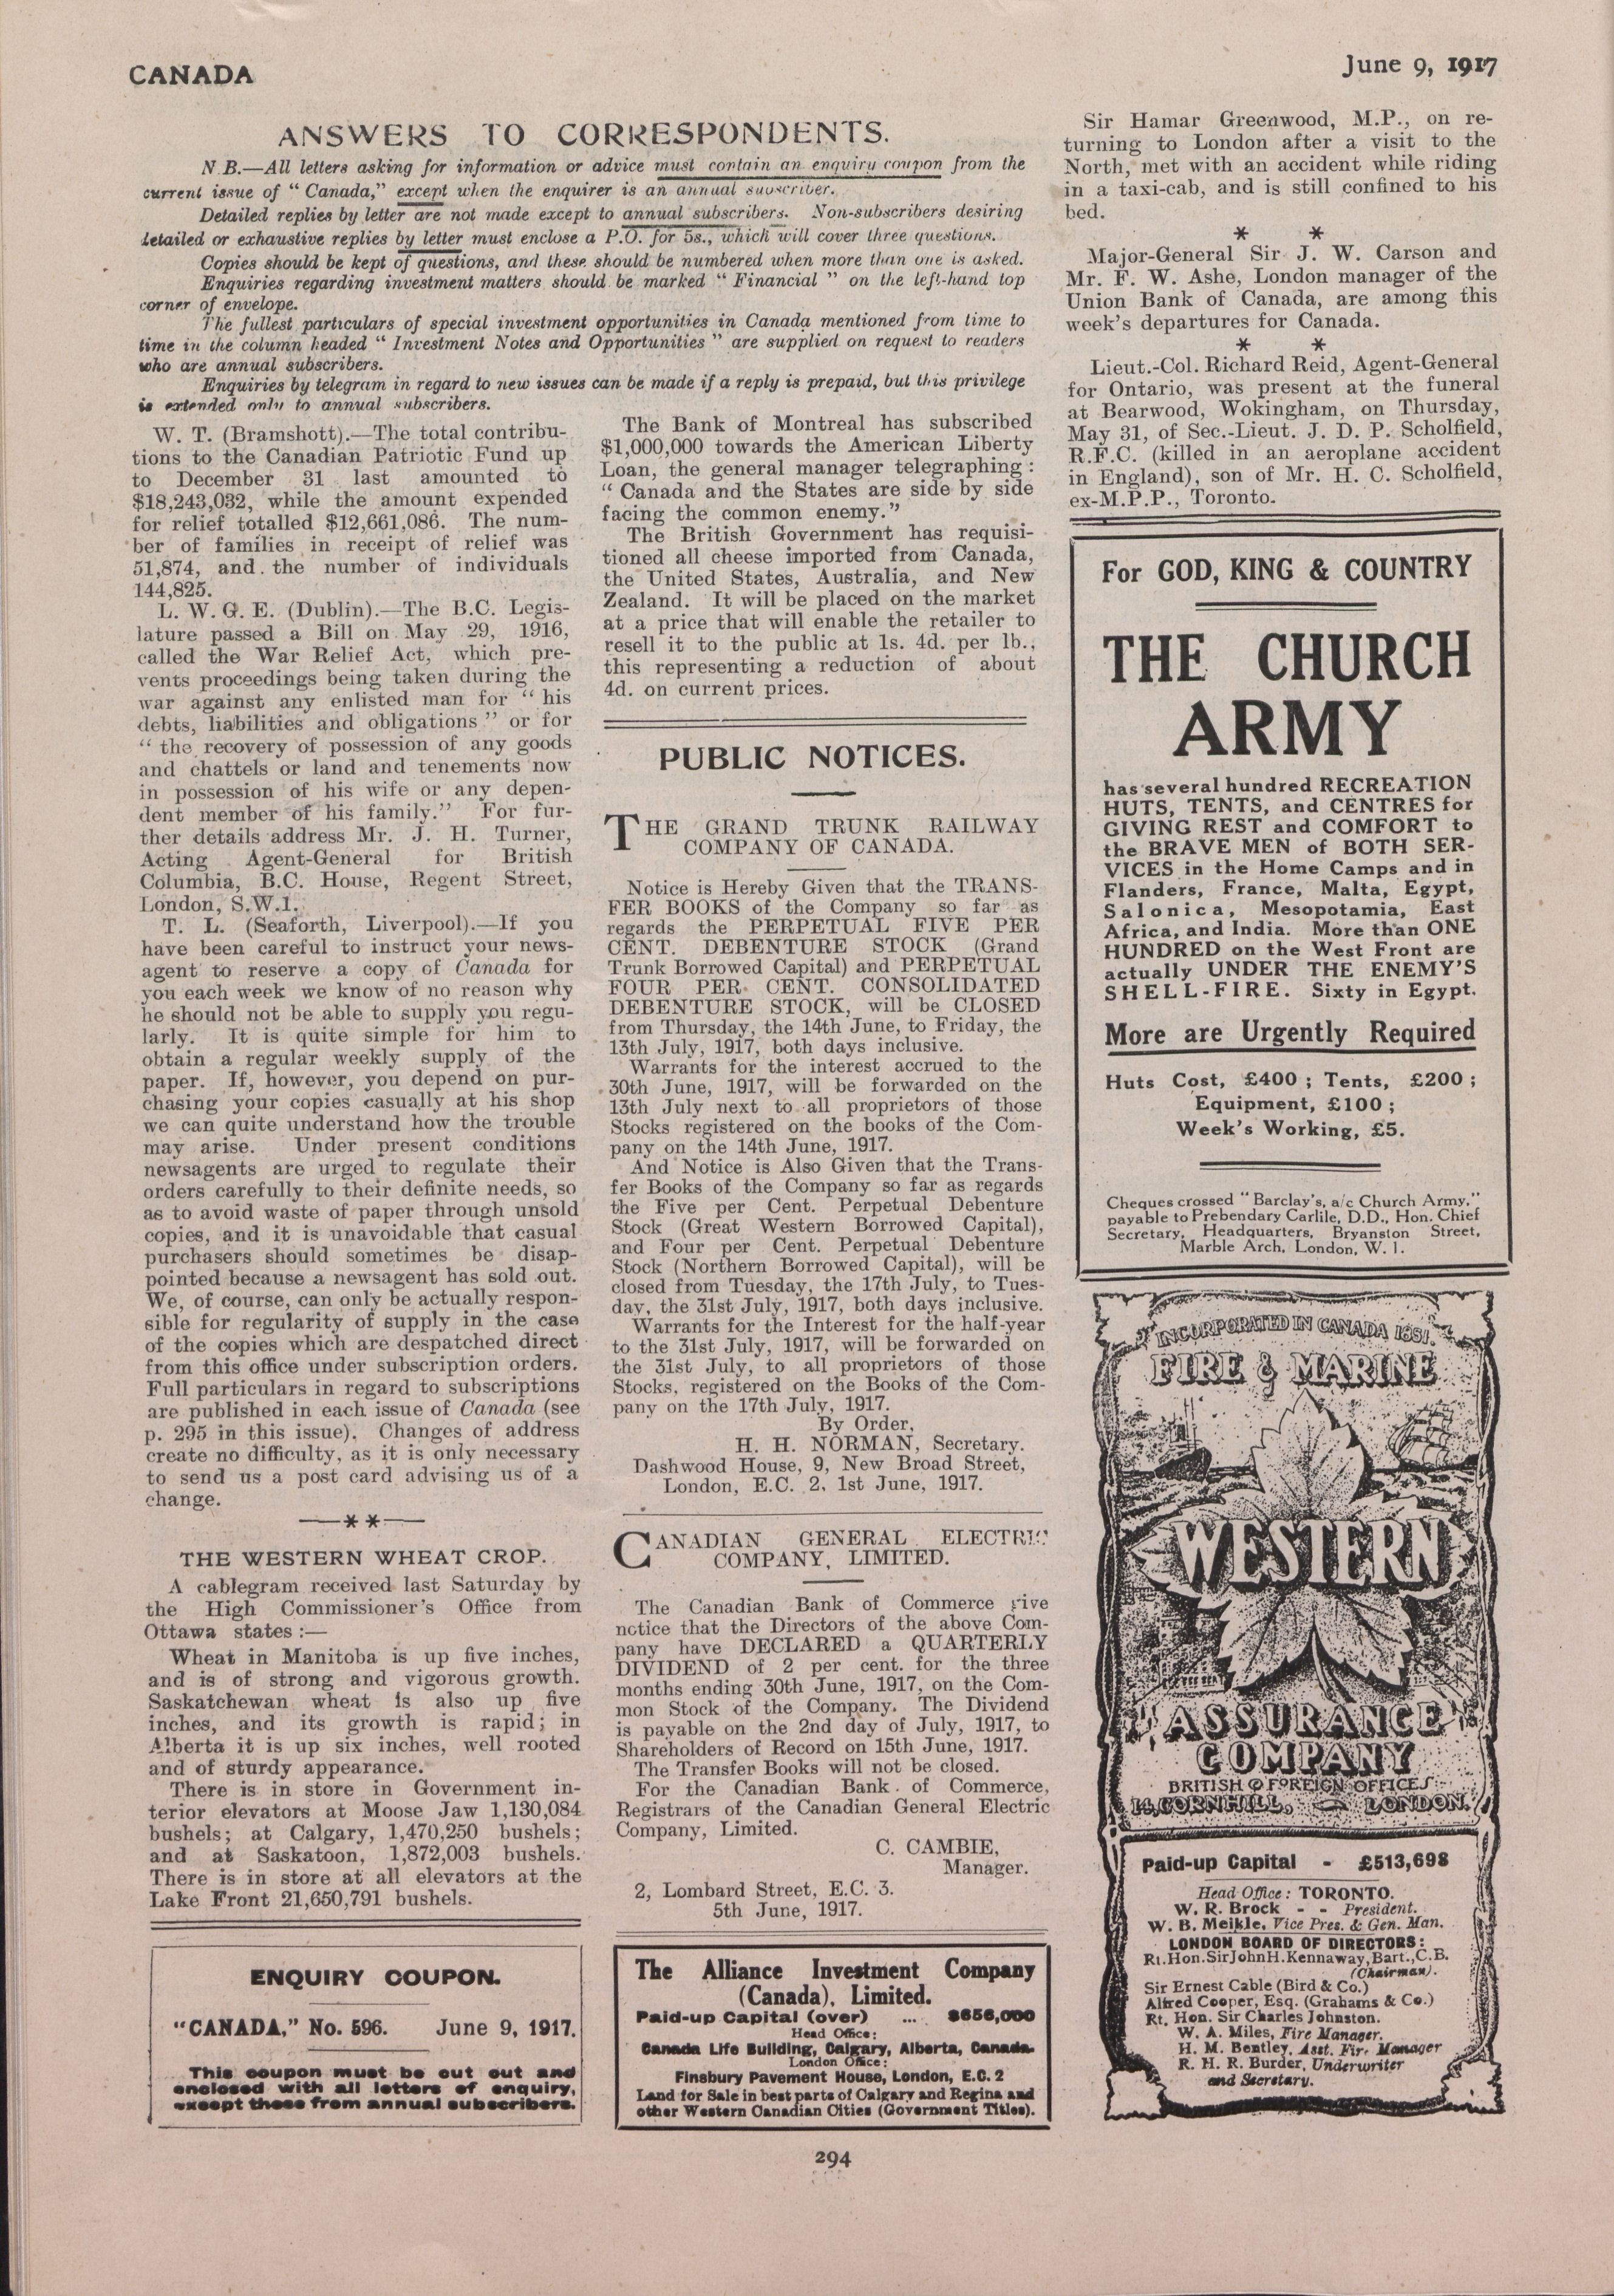 CANADA
June 9, 1917
ANSWERS TO CORRESPONDENTS.
N.B.—All letters asking for information or advice must contain an enquiry coupon from the
current issue of "Canada," except when the enquirer is an annual subscriber.
Detailed replies by letter are not made except to annual subscribers. Non-subscribers desiring
detailed or exhaustive replies by letter must enclose a P.O. for 5s., which will cover three questions.
Copies should be kept of questions, and these should be numbered when more than one is asked.
Enquiries regarding investment matters should be marked "Financial" on the left-hand top
corner of envelope.
The fullest particulars of special investment opportunities in Canada mentioned from time to
time in the column headed "Investment Notes and Opportunities" are supplied on request to readers
who are annual subscribers.
Enquiries by telegram in regard to new issues can be made if a reply is prepaid, but this privilege
is extended only to annual subscribers.
W. T. (Bramshott).—The total contribu-
tions to the Canadian Patriotic Fund up
to December 31 last amounted to
$18,243,032, while the amount expended
for relief totalled $12,661,086. The num-
ber of families in receipt of relief was
51,874, and the number of individuals
144,825.
L. W. G. E. (Dublin).—The B.C. Legis-
lature passed a Bill on May 29, 1916,
called the War Relief Act, which pre-
vents proceedings being taken during the
war against any enlisted man for "his
debts, liabilities and obligations" or for
"the recovery of possession of any goods
and chattels or land and tenements now
in possession of his wife or any depen-
dent member of his family." For fur-
ther details address Mr. J. H. Turner,
Acting Agent-General for British
Columbia, B.C. House, Regent Street,
London, S.W.1.
T. L. (Seaforth, Liverpool).—If you
have been careful to instruct your news-
agent to reserve a copy of Canada for
you each week we know of no reason why
he should not be able to supply you regu-
larly. It is quite simple for him to
obtain a regular weekly supply of the
paper. If, however, you depend on pur-
chasing your copies casually at his shop
we can quite understand how the trouble
may arise. Under present conditions
newsagents are urged to regulate their
orders carefully to their definite needs, so
as to avoid waste of paper through unsold
copies, and it is unavoidable that casual
purchasers should sometimes be disap-
pointed because a newsagent has sold out.
We, of course, can only be actually respon-
sible for regularity of supply in the case
of the copies which are despatched direct
from this office under subscription orders.
Full particulars in regard to subscriptions
are published in each issue of Canada (see
p. 295 in this issue). Changes of address
create no difficulty, as it is only necessary
to send us a post card advising us of a
change.
—**—
THE WESTERN WHEAT CROP.
A cablegram received last Saturday by
the High Commissioner's Office from
Ottawa states :—
Wheat in Manitoba is up five inches,
and is of strong and vigorous growth.
Saskatchewan wheat is also up five
inches, and its growth is rapid; in
Alberta it is up six inches, well rooted
and of sturdy appearance.
There is in store in Government in-
terior elevators at Moose Jaw 1,130,084
bushels; at Calgary, 1,470,250 bushels;
and at Saskatoon, 1,872,003 bushels.
There is in store at all elevators at the
Lake Front 21,650,791 bushels.
ENQUIRY COUPON.
"CANADA," No. 596. June 9, 1917.
This coupon must be cut out and
enclosed with all letters of enquiry,
except those from annual subscribers.
The Bank of Montreal has subscribed
$1,000,000 towards the American Liberty
Loan, the general manager telegraphing :
"Canada and the States are side by side
facing the common enemy."
The British Government has requisi-
tioned all cheese imported from Canada,
the United States, Australia, and New
Zealand. It will be placed on the market
at a price that will enable the retailer to
resell it to the public at 1s. 4d. per lb.,
this representing a reduction of about
4d. on current prices.
PUBLIC NOTICES.
THE GRAND TRUNK RAILWAY
COMPANY OF CANADA.
Notice is Hereby Given that the TRANS-
FER BOOKS of the Company so far as
regards the PERPETUAL FIVE PER
CENT. DEBENTURE STOCK (Grand
Trunk Borrowed Capital) and PERPETUAL
FOUR PER CENT. CONSOLIDATED
DEBENTURE STOCK, will be CLOSED
from Thursday, the 14th June, to Friday, the
13th July, 1917, both days inclusive.
Warrants for the interest accrued to the
30th June, 1917, will be forwarded on the
13th July next to all proprietors of those
Stocks registered on the books of the Com-
pany on the 14th June, 1917.
And Notice is Also Given that the Trans-
fer Books of the Company so far as regards
the Five per Cent. Perpetual Debenture
Stock (Great Western Borrowed Capital),
and Four per Cent. Perpetual Debenture
Stock (Northern Borrowed Capital), will be
closed from Tuesday, the 17th July, to Tues-
day, the 31st July, 1917, both days inclusive.
Warrants for the Interest for the half-year
to the 31st July, 1917, will be forwarded on
the 31st July, to all proprietors of those
Stocks, registered on the Books of the Com-
pany on the 17th July, 1917.
By Order,
H. H. NORMAN, Secretary.
Dashwood House, 9, New Broad Street,
London, E.C. 2, 1st June, 1917.
CANADIAN GENERAL ELECTRIC
COMPANY, LIMITED.
The Canadian Bank of Commerce give
notice that the Directors of the above Com-
pany have DECLARED a QUARTERLY
DIVIDEND of 2 per cent. for the three
months ending 30th June, 1917, on the Com-
mon Stock of the Company. The Dividend
is payable on the 2nd day of July, 1917, to
Shareholders of Record on 15th June, 1917.
The Transfer Books will not be closed.
For the Canadian Bank of Commerce,
Registrars of the Canadian General Electric
Company, Limited.
C. CAMBIE,
Manager.
2, Lombard Street, E.C. 3.
5th June, 1917.
The Alliance Investment Company
(Canada), Limited.
Paid-up Capital (over) ... $656,000
Head Office:
Canada Life Building, Calgary, Alberta, Canada.
London Office:
Finsbury Pavement House, London, E.C. 2
Land for Sale in best parts of Calgary and Regina and
other Western Canadian Cities (Government Titles).
Sir Hamar Greenwood, M.P., on re-
turning to London after a visit to the
North, met with an accident while riding
in a taxi-cab, and is still confined to his
bed.
* *
Major-General Sir J. W. Carson and
Mr. F. W. Ashe, London manager of the
Union Bank of Canada, are among this
week's departures for Canada.
* *
Lieut.-Col. Richard Reid, Agent-General
for Ontario, was present at the funeral
at Bearwood, Wokingham, on Thursday,
May 31, of Sec.-Lieut. J. D. P. Scholfield,
R.F.C. (killed in an aeroplane accident
in England), son of Mr. H. C. Scholfield,
ex-M.P.P., Toronto.
For GOD, KING & COUNTRY
THE CHURCH
ARMY
has several hundred RECREATION
HUTS, TENTS, and CENTRES for
GIVING REST and COMFORT to
the BRAVE MEN of BOTH SER-
VICES in the Home Camps and in
Flanders, France, Malta, Egypt,
Salonica, Mesopotamia, East
Africa, and India. More than ONE
HUNDRED on the West Front are
actually UNDER THE ENEMY'S
SHELL-FIRE. Sixty in Egypt.
More are Urgently Required
Huts Cost, £400 ; Tents, £200 ;
Equipment, £100 ;
Week's Working, £5.
Cheques crossed "Barclay's, a/c Church Army,"
payable to Prebendary Carlile, D.D., Hon. Chief
Secretary, Headquarters, Bryanston Street,
Marble Arch, London, W. 1.
INCORPORATED IN CANADA 1851
FIRE & MARINE
WESTERN
ASSURANCE
COMPANY
BRITISH & FOREIGN OFFICES
14, CORNHILL, LONDON.
Paid-up Capital - £513,698
Head Office: TORONTO.
W. R. Brock - - President.
W. B. Meikle, Vice Pres. & Gen. Man.
LONDON BOARD OF DIRECTORS:
Rt. Hon. Sir John H. Kennaway, Bart., C.B.
(Chairman).
Sir Ernest Cable (Bird & Co.)
Alfred Cooper, Esq. (Grahams & Co.)
Rt. Hon. Sir Charles Johnston.
W. A. Miles, Fire Manager.
H. M. Bentley, Asst. Fire Manager
R. H. R. Burder, Underwriter
and Secretary.
294